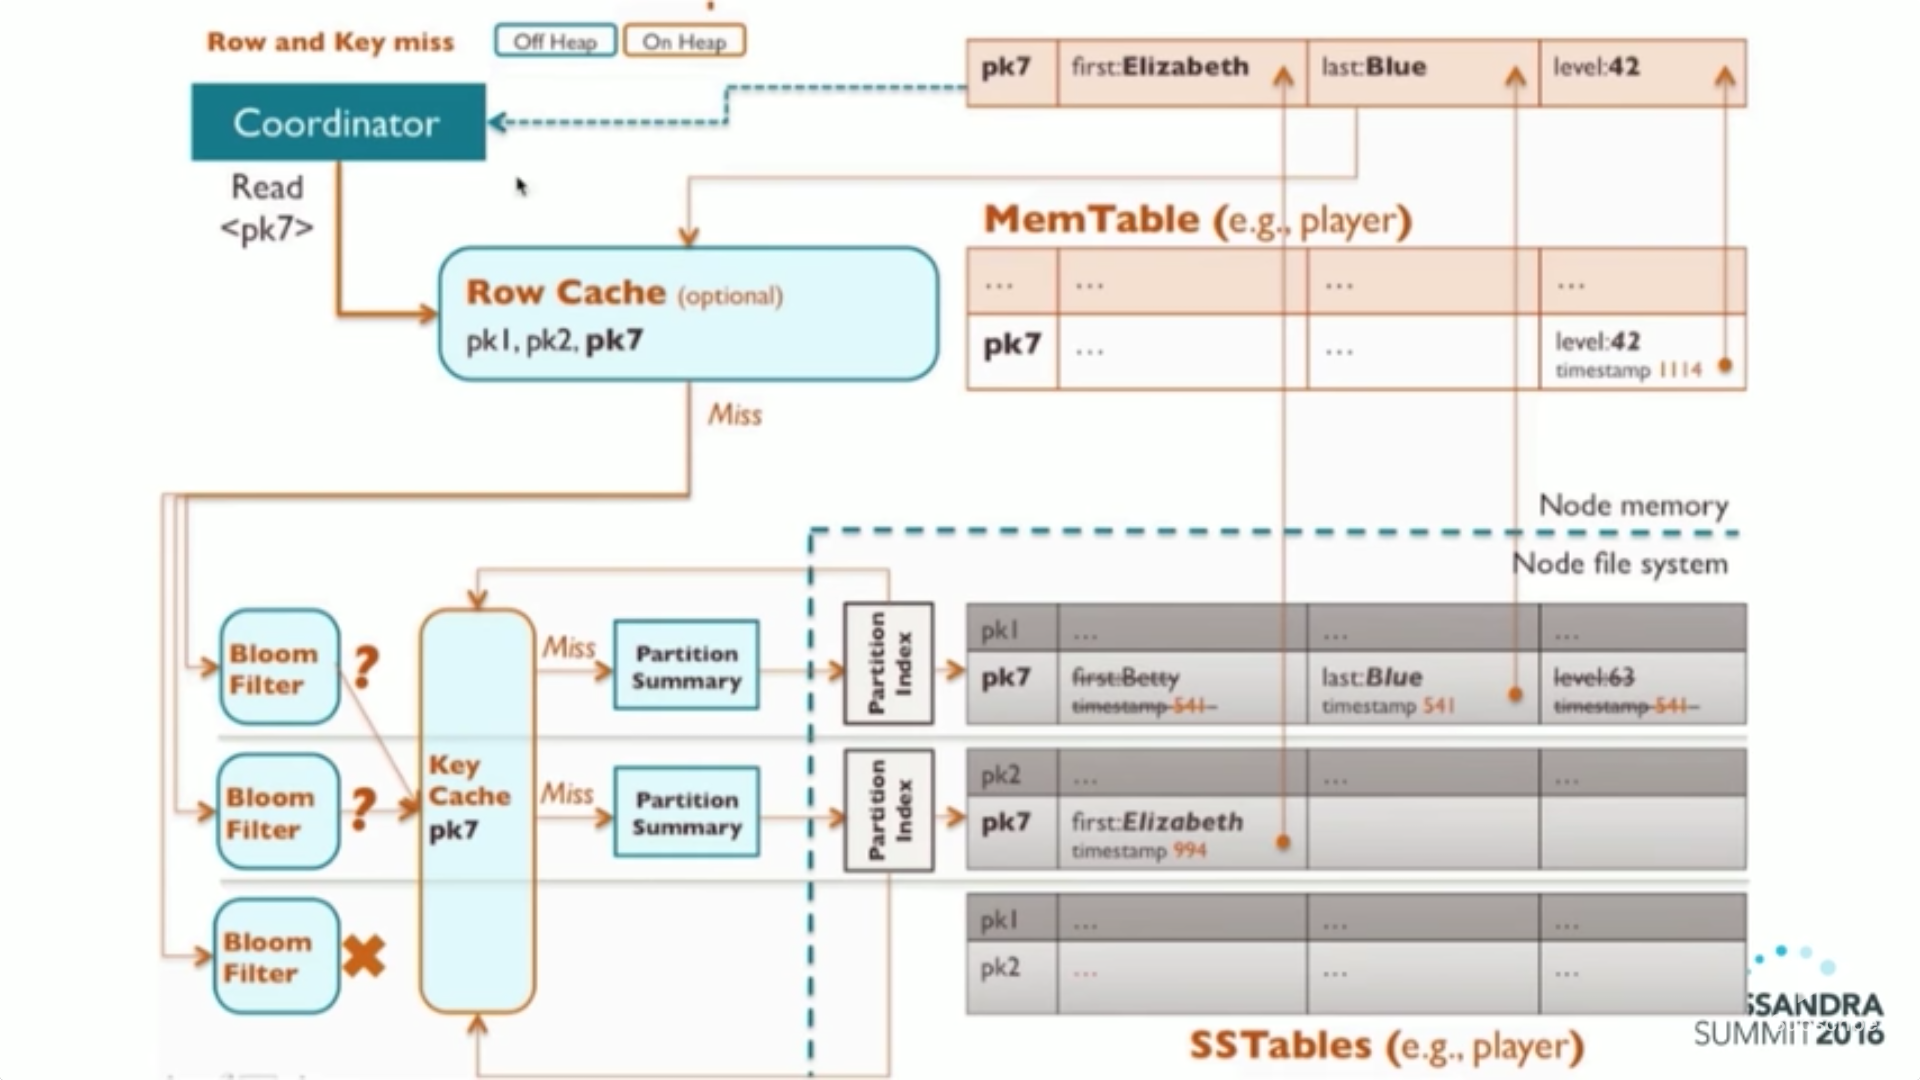 Row and Key miss
Off Heap
On Heap
Coordinator
Read
<pk7>
pk7 first:Elizabeth last:Blue level:42
Row Cache (optional)
pk1, pk2, pk7
Miss
MemTable (e.g., player)
... ... ... ...
pk7 ... ... level:42
timestamp 1114
Node memory
Node file system
Bloom
Filter
?
Bloom
Filter
?
Bloom
Filter
Key
Cache
pk7
Miss
Partition
Summary
Partition
Index
Miss
Partition
Summary
Partition
Index
pk1 ... ... ...
pk7 first:Betty last:Blue level:63
timestamp 541 timestamp 541 timestamp 541
pk2 ... ... ...
pk7 first:Elizabeth
timestamp 994
pk1 ... ... ...
pk2 ... ... ...
SSTables (e.g., player)
SSANDRA
SUMMIT 2016